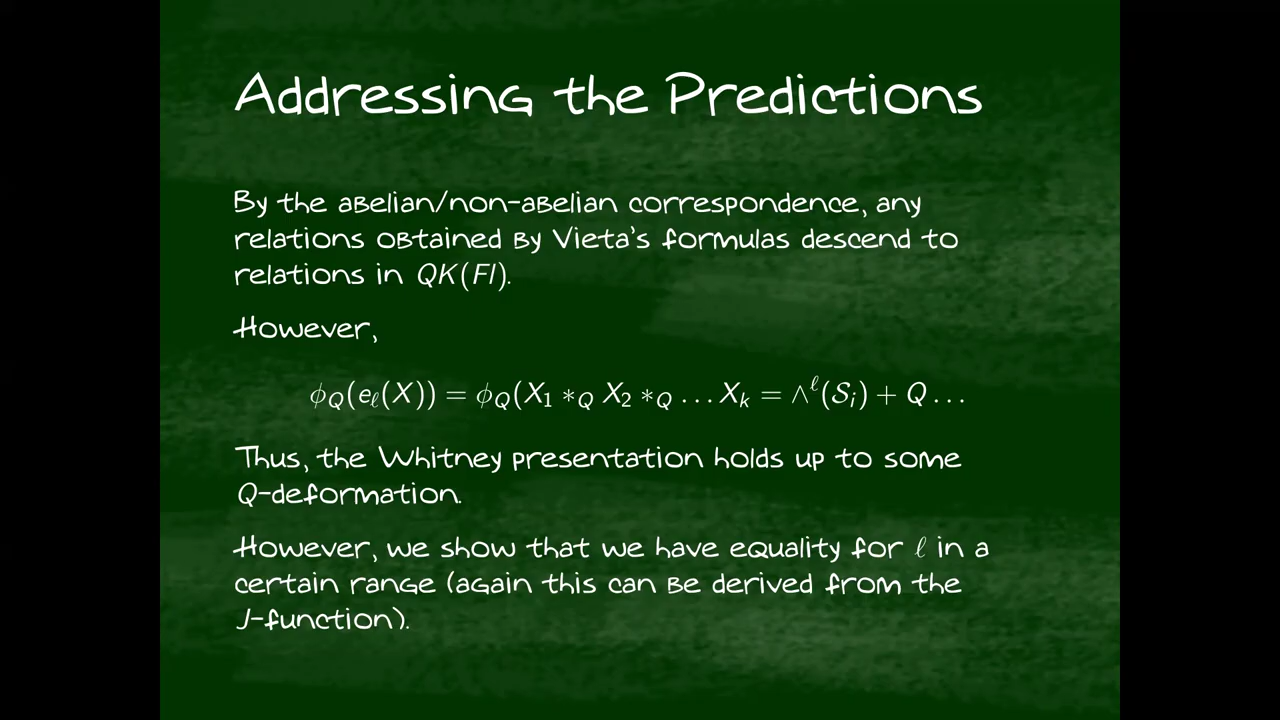 Addressing the Predictions
By the abelian/non-abelian correspondence, any
relations obtained by Vieta's formulas descend to
relations in QK(Fl).
However,
ϕ_Q(e_ℓ(X)) = ϕ_Q(X_1 ∗_Q X_2 ∗_Q … X_k = ∧^ℓ(𝒮_i) + Q …
Thus, the Whitney presentation holds up to some
Q-deformation.
However, we show that we have equality for ℓ in a
certain range (again this can be derived from the
J-function).